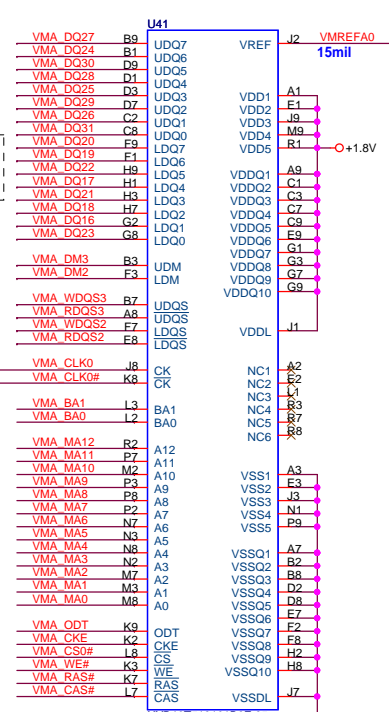 U41
VMA_DQ27 B9 UDQ7 VREF J2 VMREFA0
VMA_DQ24 B1 UDQ6 15mil
VMA_DQ30 D9 UDQ5
VMA_DQ28 D1 UDQ4
VMA_DQ25 D3 UDQ3 VDD1 A1
VMA_DQ29 D7 UDQ2 VDD2 E1
VMA_DQ26 C2 UDQ1 VDD3 J9
VMA_DQ31 C8 UDQ0 VDD4 M9
VMA_DQ20 F9 LDQ7 VDD5 R1 +1.8V
VMA_DQ19 F1 LDQ6
VMA_DQ22 H9 LDQ5 VDDQ1 A9
VMA_DQ17 H1 LDQ4 VDDQ2 C1
VMA_DQ21 H3 LDQ3 VDDQ3 C3
VMA_DQ18 H7 LDQ2 VDDQ4 C7
VMA_DQ16 G2 LDQ1 VDDQ5 C9
VMA_DQ23 G8 LDQ0 VDDQ6 E9
VDDQ7 G1
VMA_DM3 B3 UDM VDDQ8 G3
VMA_DM2 F3 LDM VDDQ9 G7
VDDQ10 G9
VMA_WDQS3 B7 UDQS
VMA_RDQS3 A8 UDQS
VMA_WDQS2 F7 LDQS VDDL J1
VMA_RDQS2 E8 LDQS
VMA_CLK0 J8 CK NC1 A2
VMA_CLK0# K8 CK NC2 E2
NC3 L1
VMA_BA1 L3 BA1 NC4 R3
VMA_BA0 L2 BA0 NC5 R7
NC6 R8
VMA_MA12 R2 A12
VMA_MA11 P7 A11
VMA_MA10 M2 A10 VSS1 A3
VMA_MA9 P3 A9 VSS2 E3
VMA_MA8 P8 A8 VSS3 J3
VMA_MA7 P2 A7 VSS4 N1
VMA_MA6 N7 A6 VSS5 P9
VMA_MA5 N3 A5
VMA_MA4 N8 A4 VSSQ1 A7
VMA_MA3 N2 A3 VSSQ2 B2
VMA_MA2 M7 A2 VSSQ3 B8
VMA_MA1 M3 A1 VSSQ4 D2
VMA_MA0 M8 A0 VSSQ5 D8
VSSQ6 E7
VMA_ODT K9 ODT VSSQ7 F2
VMA_CKE K2 CKE VSSQ8 F8
VMA_CS0# L8 CS VSSQ9 H2
VMA_WE# K3 WE VSSQ10 H8
VMA_RAS# K7 RAS
VMA_CAS# L7 CAS VSSDL J7